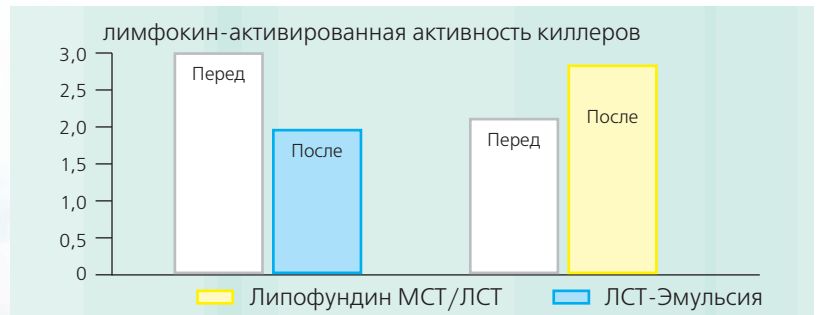 лимфокин-активированная активность киллеров
3,0
2,5
2,0
1,5
1,0
0,5
0
Перед
После
Перед
После
Липофундин МСТ/ЛСТ
ЛСТ-Эмульсия